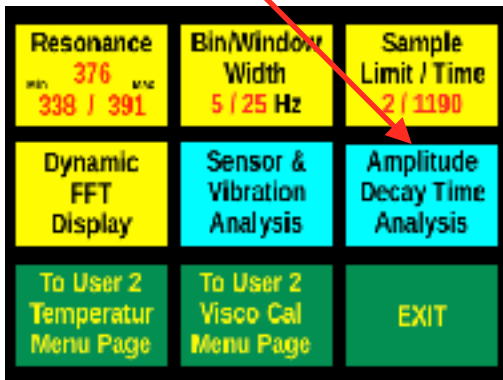 Resonance
376
Min Max
338 / 391
Bin/Window
Width
5 / 25 Hz
Sample
Limit / Time
2 / 1190
Dynamic
FFT
Display
Sensor &
Vibration
Analysis
Amplitude
Decay Time
Analysis
To User 2
Temperatur
Menu Page
To User 2
Visco Cal
Menu Page
EXIT